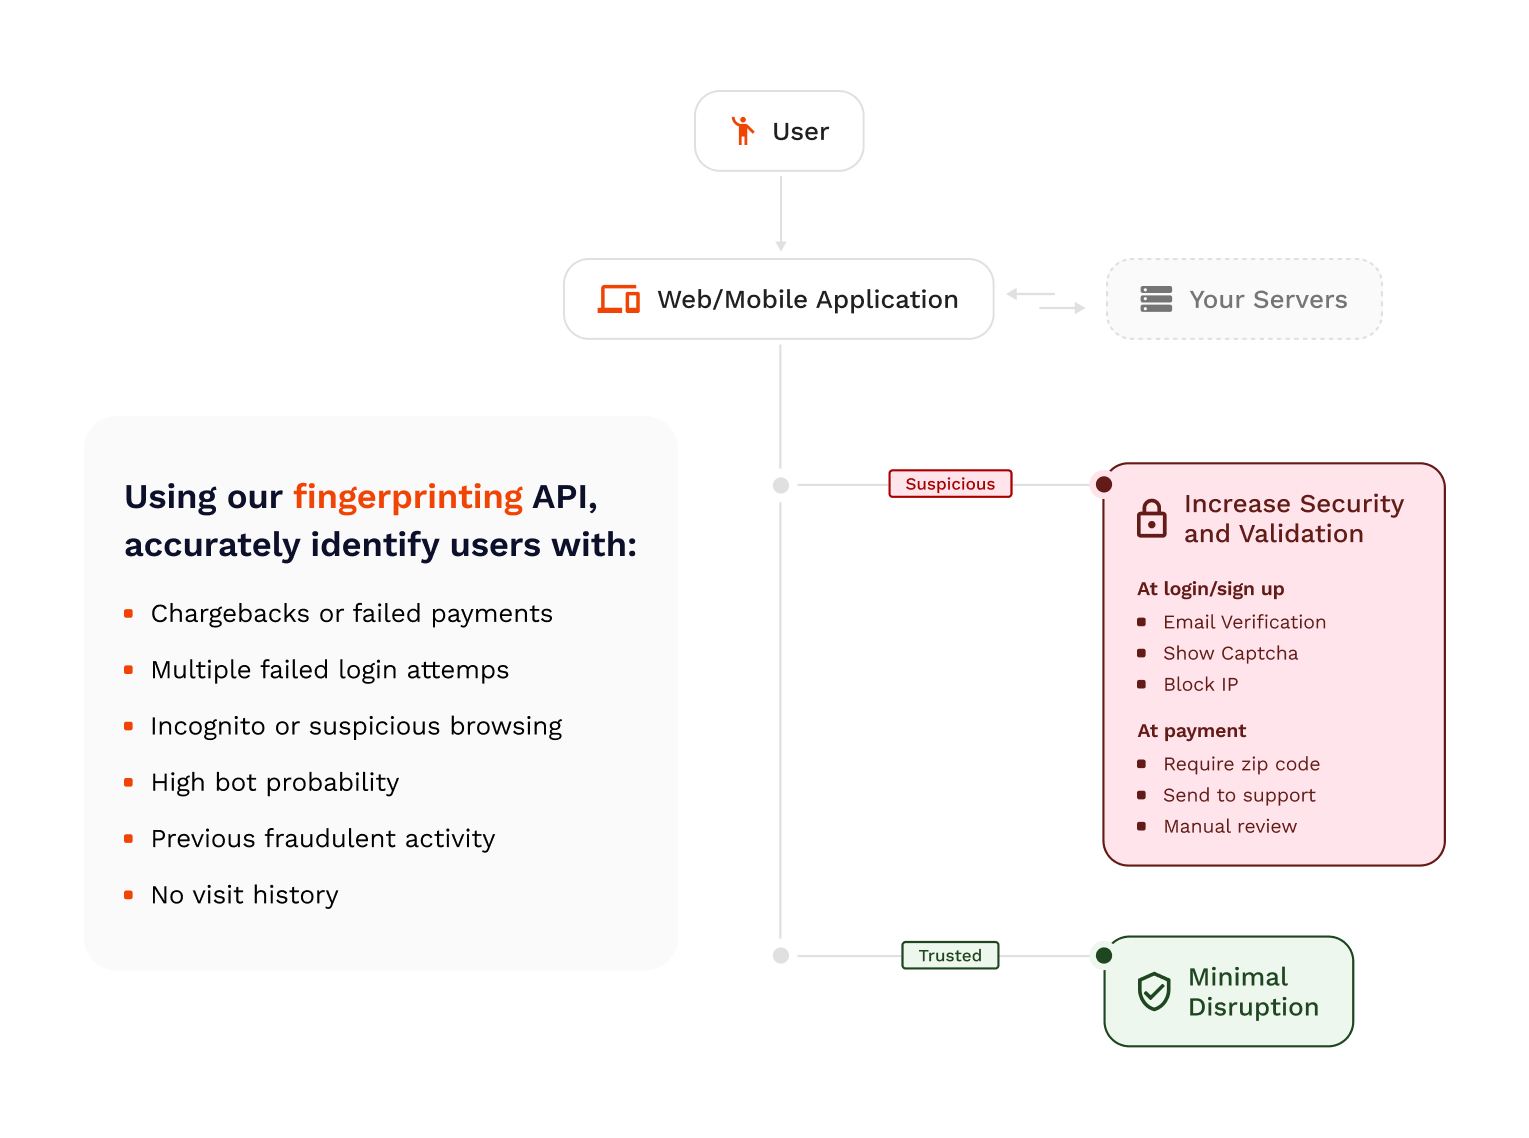 User
Web/Mobile Application
Your Servers
Using our fingerprinting API,
accurately identify users with:
Chargebacks or failed payments
Multiple failed login attemps
Incognito or suspicious browsing
High bot probability
Previous fraudulent activity
No visit history
Suspicious
Increase Security
and Validation
At login/sign up
Email Verification
Show Captcha
Block IP
At payment
Require zip code
Send to support
Manual review
Trusted
Minimal
Disruption